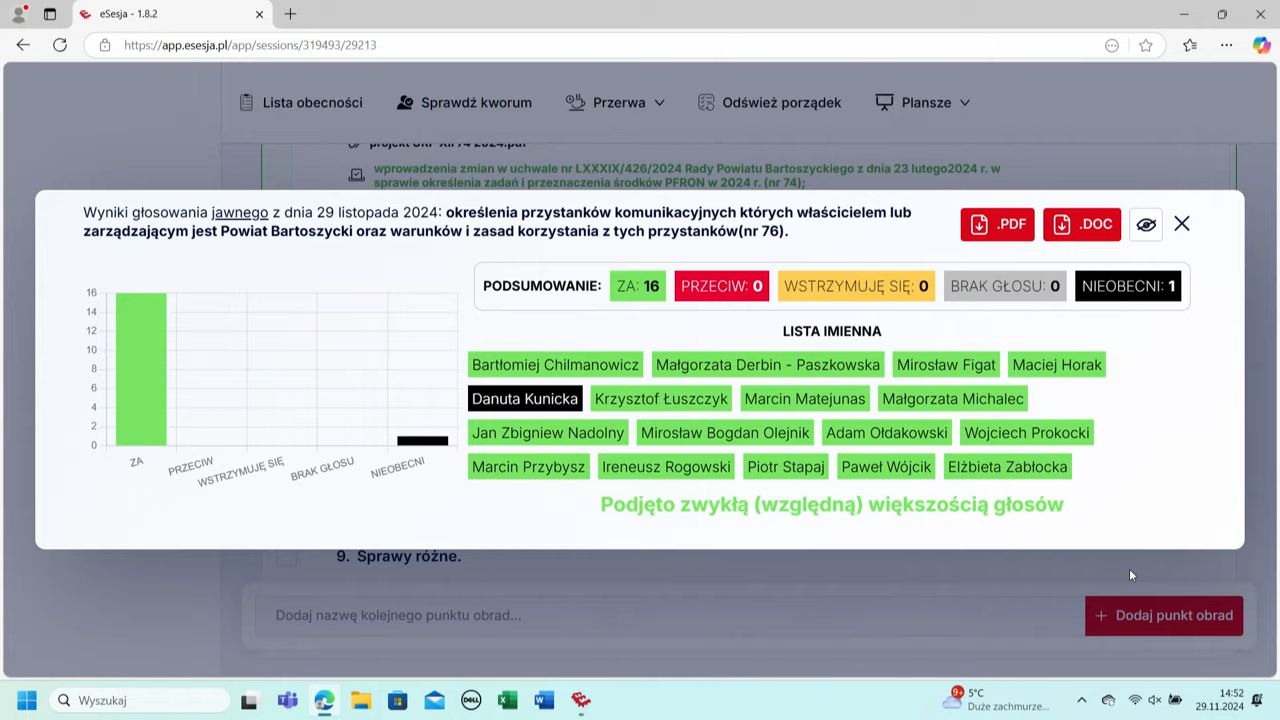 eSesja - 1.8.2
https://app.esesja.pl/app/sessions/319493/29213
Lista obecności
Sprawdź kworum
Przerwa
Odśwież porządek
Plansze
projekt URP XII 74 2024.pdf
wprowadzenia zmian w uchwale nr LXXXIX/426/2024 Rady Powiatu Bartoszyckiego z dnia 23 lutego2024 r. w
sprawie określenia zadań i przeznaczenia środków PFRON w 2024 r. (nr 74);
Wyniki głosowania jawnego z dnia 29 listopada 2024: określenia przystanków komunikacyjnych których właścicielem lub
zarządzającym jest Powiat Bartoszycki oraz warunków i zasad korzystania z tych przystanków(nr 76).
.PDF
.DOC
PODSUMOWANIE: ZA: 16 PRZECIW: 0 WSTRZYMUJĘ SIĘ: 0 BRAK GŁOSU: 0 NIEOBECNI: 1
16
14
12
10
8
6
4
2
0
ZA
PRZECIW
WSTRZYMUJĘ SIĘ
BRAK GŁOSU
NIEOBECNI
LISTA IMIENNA
Bartłomiej Chilmanowicz Małgorzata Derbin - Paszkowska Mirosław Figat Maciej Horak
Danuta Kunicka Krzysztof Łuszczyk Marcin Matejunas Małgorzata Michalec
Jan Zbigniew Nadolny Mirosław Bogdan Olejnik Adam Ołdakowski Wojciech Prokocki
Marcin Przybysz Ireneusz Rogowski Piotr Stapaj Paweł Wójcik Elżbieta Zabłocka
Podjęto zwykłą (względną) większością głosów
9. Sprawy różne.
Dodaj nazwę kolejnego punktu obrad...
+ Dodaj punkt obrad
Wyszukaj
DELL
9+
5°C
Duże zachmurze...
14:52
29.11.2024